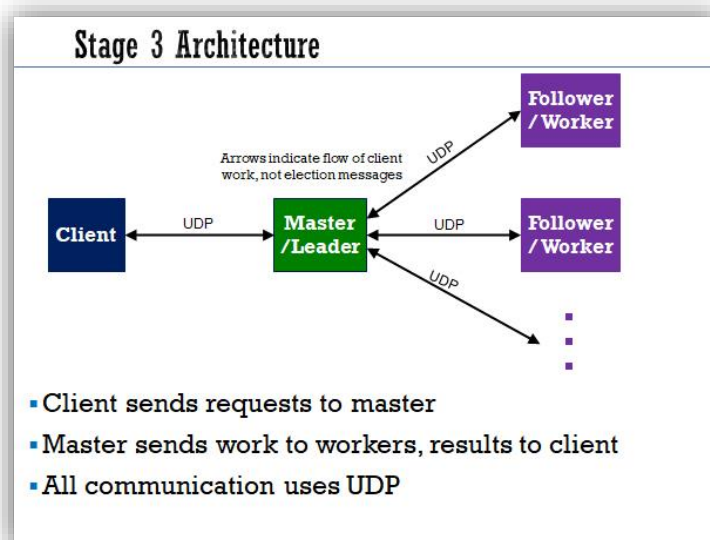 Stage 3 Architecture
Follower
/Worker
Arrows indicate flow of client
work, not election messages
UDP
Client
UDP
Master
/Leader
UDP
Follower
/Worker
UDP
▪ Client sends requests to master
▪ Master sends work to workers, results to client
▪ All communication uses UDP